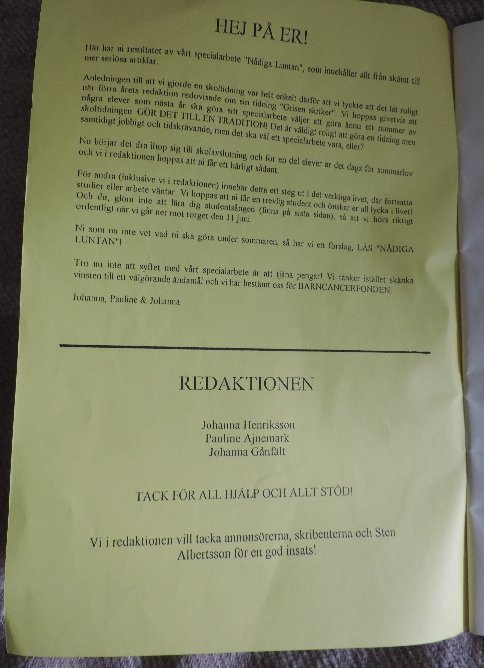 HEJ PÅ ER!
Här har ni resultatet av vårt specialarbete "Nådiga Luntan", som innehåller allt från skämt till
mer seriösa artiklar.
Anledningen till att vi gjorde en skoltidning var helt enkelt därför att vi tyckte att det lät roligt
när förra årets redaktion redovisade om sin tidning "Grisen skriker". Vi hoppas givetvis att
några elever som nästa år ska göra sitt specialarbete väljer att göra ännu ett nummer av
skoltidningen. GÖR DET TILL EN TRADITION! Det är väldigt roligt att göra en tidning men
samtidigt jobbigt och tidskrävande, men det ska väl ett specialarbete vara, eller?
Nu börjar det dra ihop sig till skolavslutning och för en del elever är det dags för sommarlov
och vi i redaktionen hoppas att ni får ett härligt sådant.
För andra (inklusive vi i redaktionen) innebär detta ett steg ut i det verkliga livet, där fortsatta
studier eller arbete väntar. Vi hoppas att ni får en trevlig student och önskar er all lycka i livet!
Och du, glöm inte att lära dig studentsången (finns på sista sidan), så att vi hörs riktigt
ordentligt när vi går ner mot torget den 11 juni.
Ni som nu inte vet vad ni ska göra under sommaren, så har vi ett förslag, LÄS "NÅDIGA
LUNTAN"!
Tro nu inte att syftet med vårt specialarbete är att tjäna pengar! Vi tänker istället skänka
vinsten till ett välgörande ändamål och vi har bestämt oss för BARNCANCERFONDEN.
Johanna, Pauline & Johanna
REDAKTIONEN
Johanna Henriksson
Pauline Ajnemark
Johanna Gånfält
TACK FÖR ALL HJÄLP OCH ALLT STÖD!
Vi i redaktionen vill tacka annonsörerna, skribenterna och Sten
Albertsson för en god insats!